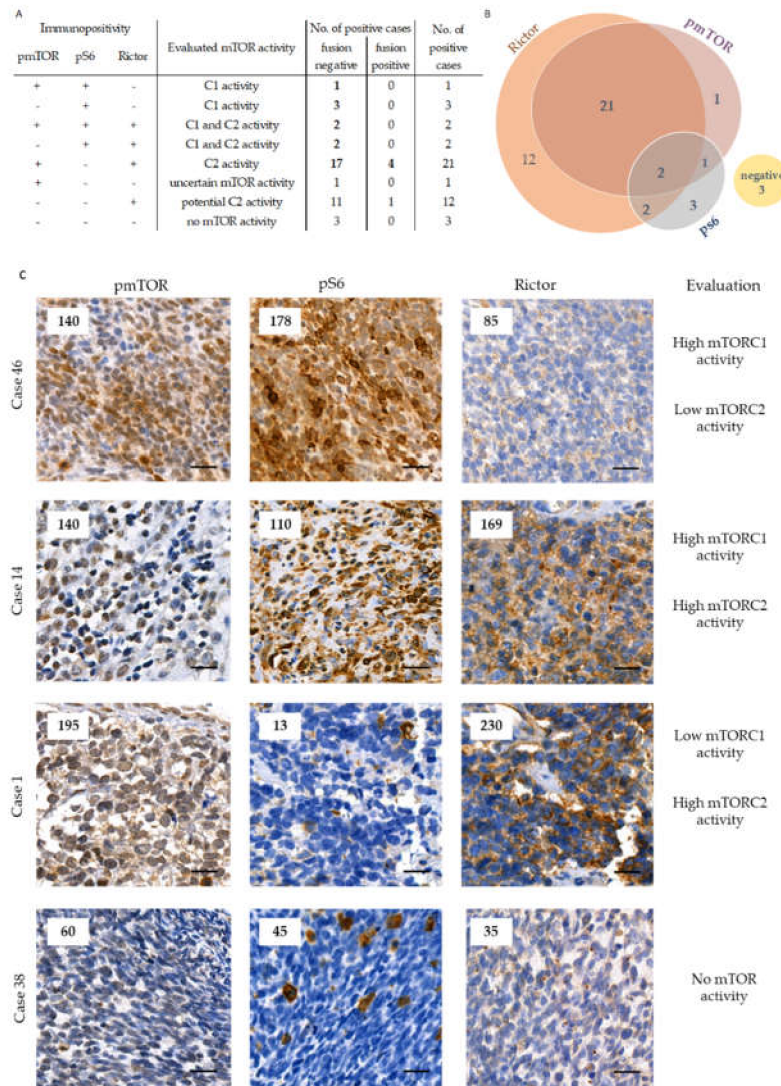 A
Immunopositivity
Evaluated mTOR activity
No. of positive cases
No. of positive cases
pmTOR pS6 Rictor
fusion negative
fusion positive
+ + - C1 activity 1 0 1
- + - C1 activity 3 0 3
+ + + C1 and C2 activity 2 0 2
- + + C1 and C2 activity 2 0 2
+ - + C2 activity 17 4 21
+ - - uncertain mTOR activity 1 0 1
- - + potential C2 activity 11 1 12
- - - no mTOR activity 3 0 3
B
Rictor
pmTOR
21
1
12
2
1
negative
3
2
3
ps6
C
pmTOR pS6 Rictor Evaluation
Case 46
140 178 85
High mTORC1
activity
Low mTORC2
activity
Case 14
140 110 169
High mTORC1
activity
High mTORC2
activity
Case 1
195 13 230
Low mTORC1
activity
High mTORC2
activity
Case 38
60 45 35
No mTOR
activity